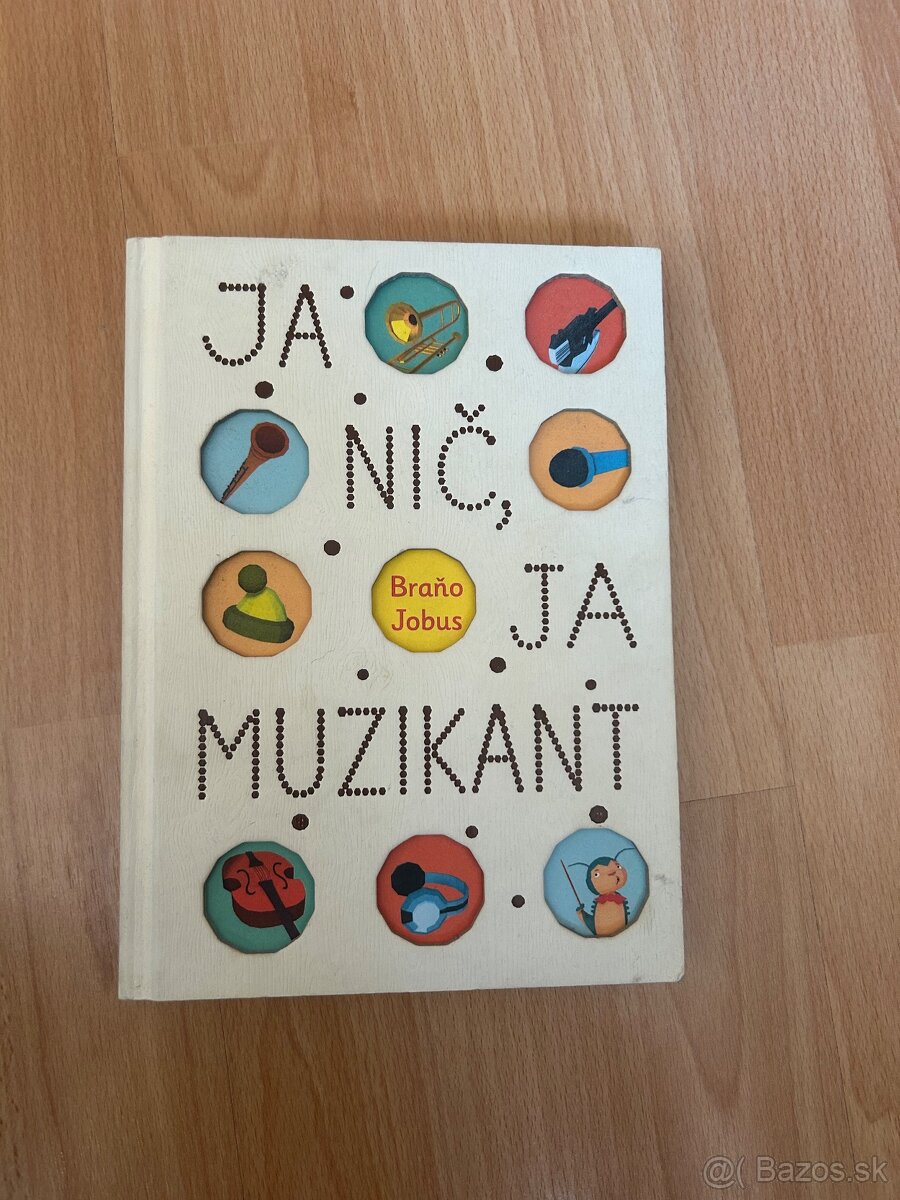 JA
NIČ,
Braňo
Jobus
JA
MUZIKANT
@( Bazos.sk